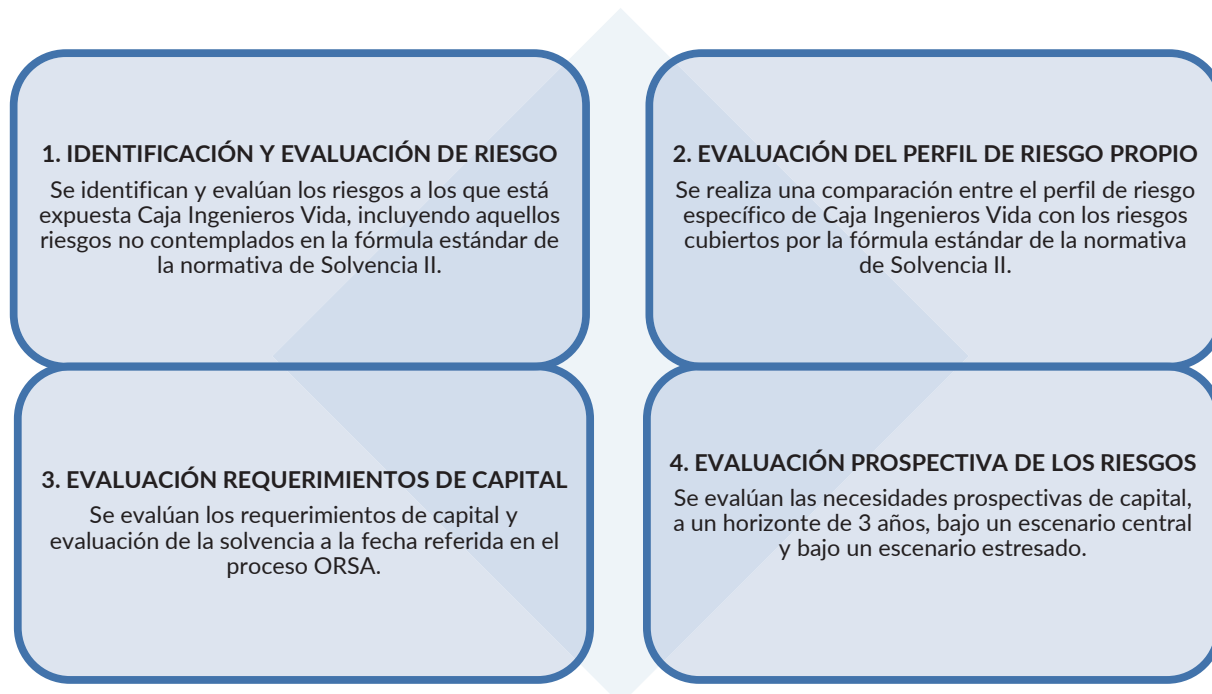 1. IDENTIFICACIÓN Y EVALUACIÓN DE RIESGO
Se identifican y evalúan los riesgos a los que está
expuesta Caja Ingenieros Vida, incluyendo aquellos
riesgos no contemplados en la fórmula estándar de
la normativa de Solvencia II.
2. EVALUACIÓN DEL PERFIL DE RIESGO PROPIO
Se realiza una comparación entre el perfil de riesgo
específico de Caja Ingenieros Vida con los riesgos
cubiertos por la fórmula estándar de la normativa
de Solvencia II.
3. EVALUACIÓN REQUERIMIENTOS DE CAPITAL
Se evalúan los requerimientos de capital y
evaluación de la solvencia a la fecha referida en el
proceso ORSA.
4. EVALUACIÓN PROSPECTIVA DE LOS RIESGOS
Se evalúan las necesidades prospectivas de capital,
a un horizonte de 3 años, bajo un escenario central
y bajo un escenario estresado.